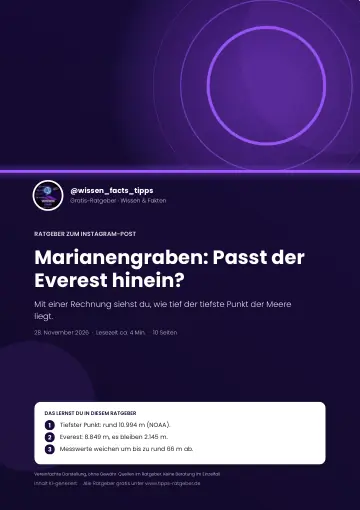 @wissen_facts_tipps
Gratis-Ratgeber · Wissen & Fakten
RATGEBER ZUM INSTAGRAM-POST
Marianengraben: Passt der
Everest hinein?
Mit einer Rechnung siehst du, wie tief der tiefste Punkt der Meere
liegt.
28. November 2026 · Lesezeit ca. 4 Min. · 10 Seiten
DAS LERNST DU IN DIESEM RATGEBER
1 Tiefster Punkt: rund 10.994 m (NOAA).
2 Everest: 8.849 m, es bleiben 2.145 m.
3 Messwerte weichen um bis zu rund 66 m ab.
Vereinfachte Darstellung, ohne Gewähr. Quellen im Ratgeber. Keine Beratung im Einzelfall.
Inhalt KI-generiert · Alle Ratgeber gratis unter www.tipps-ratgeber.de